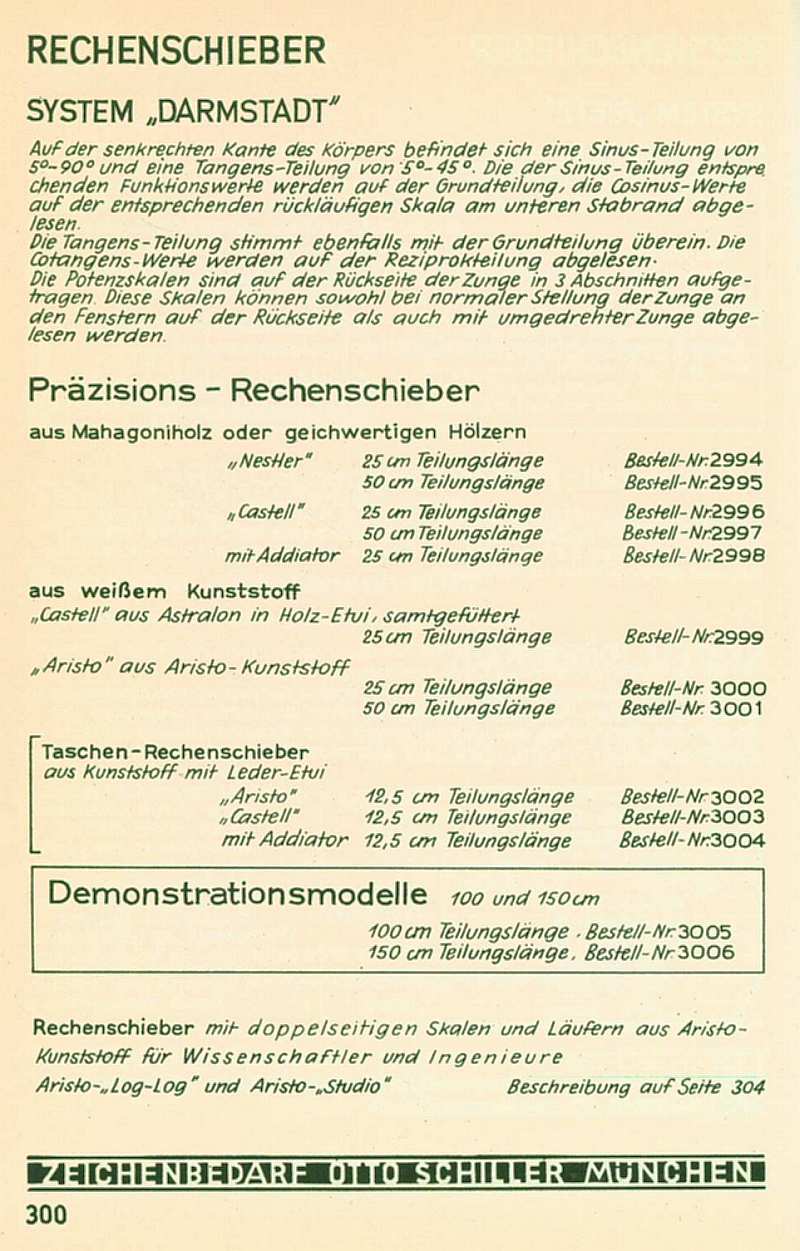 RECHENSCHIEBER
SYSTEM „DARMSTADT"
Auf der senkrechten Kante des Körpers befindet sich eine Sinus-Teilung von
5°-90° und eine Tangens-Teilung von 5°-45°. Die der Sinus-Teilung entspre
chenden Funktionswerte werden auf der Grundteilung, die Cosinus-Werte
auf der entsprechenden rückläufigen Skala am unteren Stabrand abge-
lesen.
Die Tangens-Teilung stimmt ebenfalls mit der Grundteilung überein. Die
Cotangens-Werte werden auf der Reziprokteilung abgelesen.
Die Potenzskalen sind auf der Rückseite der Zunge in 3 Abschnitten aufge-
tragen. Diese Skalen können sowohl bei normaler Stellung der Zunge an
den Fenstern auf der Rückseite als auch mit umgedrehter Zunge abge-
lesen werden.
Präzisions - Rechenschieber
aus Mahagoniholz oder geichwertigen Hölzern
„Nestler" 25 cm Teilungslänge Bestell-Nr. 2994
50 cm Teilungslänge Bestell-Nr. 2995
„Castell" 25 cm Teilungslänge Bestell-Nr. 2996
50 cm Teilungslänge Bestell-Nr. 2997
mit Addiator 25 cm Teilungslänge Bestell-Nr. 2998
aus weißem Kunststoff
„Castell" aus Astralon in Holz-Etui, samtgefüttert
25 cm Teilungslänge Bestell-Nr. 2999
„Aristo" aus Aristo-Kunststoff
25 cm Teilungslänge Bestell-Nr. 3000
50 cm Teilungslänge Bestell-Nr. 3001
Taschen-Rechenschieber
aus Kunststoff mit Leder-Etui
„Aristo" 12,5 cm Teilungslänge Bestell-Nr. 3002
„Castell" 12,5 cm Teilungslänge Bestell-Nr. 3003
mit Addiator 12,5 cm Teilungslänge Bestell-Nr. 3004
Demonstrationsmodelle 100 und 150 cm
100 cm Teilungslänge . Bestell-Nr. 3005
150 cm Teilungslänge . Bestell-Nr. 3006
Rechenschieber mit doppelseitigen Skalen und Läufern aus Aristo-
Kunststoff für Wissenschaftler und Ingenieure
Aristo-„Log-Log" und Aristo-„Studio" Beschreibung auf Seite 304
ZEICHENBEDARF OTTO SCHILLER MÜNCHEN
300